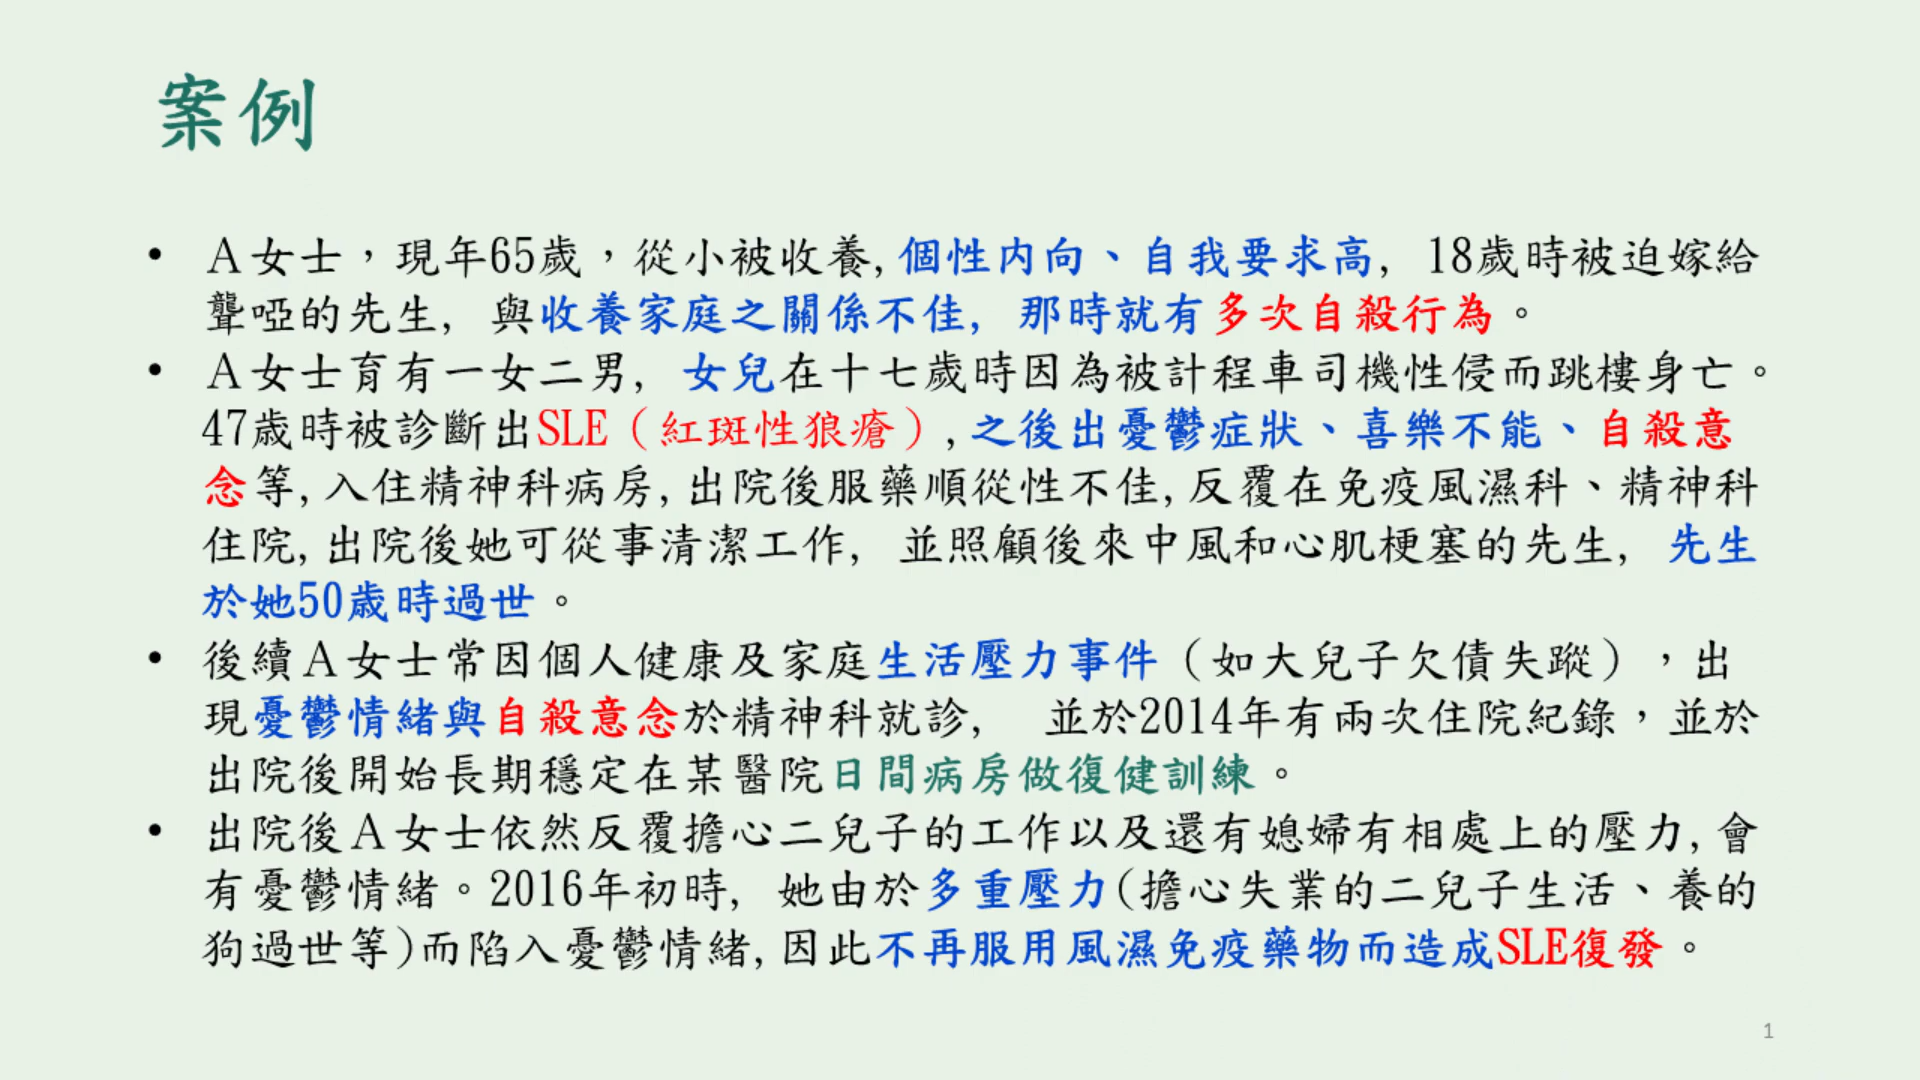 案例
• A女士，現年65歲，從小被收養,個性內向、自我要求高, 18歲時被迫嫁給
聾啞的先生, 與收養家庭之關係不佳, 那時就有多次自殺行為。
• A女士育有一女二男, 女兒在十七歲時因為被計程車司機性侵而跳樓身亡。
47歲時被診斷出SLE（紅斑性狼瘡）,之後出憂鬱症狀、喜樂不能、自殺意
念等,入住精神科病房,出院後服藥順從性不佳,反覆在免疫風濕科、精神科
住院,出院後她可從事清潔工作, 並照顧後來中風和心肌梗塞的先生, 先生
於她50歲時過世。
• 後續A女士常因個人健康及家庭生活壓力事件（如大兒子欠債失蹤），出
現憂鬱情緒與自殺意念於精神科就診, 並於2014年有兩次住院紀錄，並於
出院後開始長期穩定在某醫院日間病房做復健訓練。
• 出院後A女士依然反覆擔心二兒子的工作以及還有媳婦有相處上的壓力,會
有憂鬱情緒。2016年初時, 她由於多重壓力(擔心失業的二兒子生活、養的
狗過世等)而陷入憂鬱情緒,因此不再服用風濕免疫藥物而造成SLE復發。
1